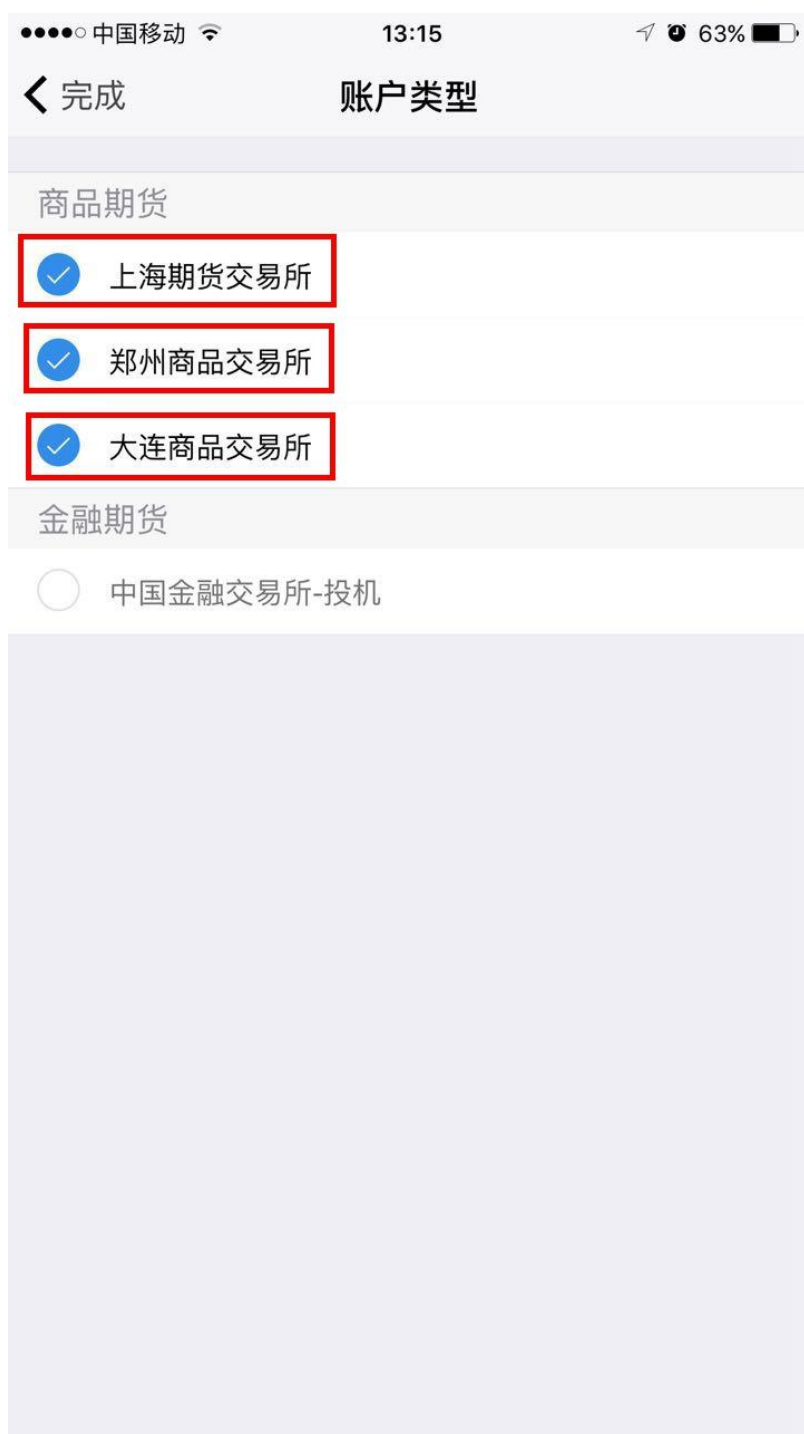 中国移动 13:15 63%
完成 账户类型
商品期货
上海期货交易所
郑州商品交易所
大连商品交易所
金融期货
中国金融交易所-投机